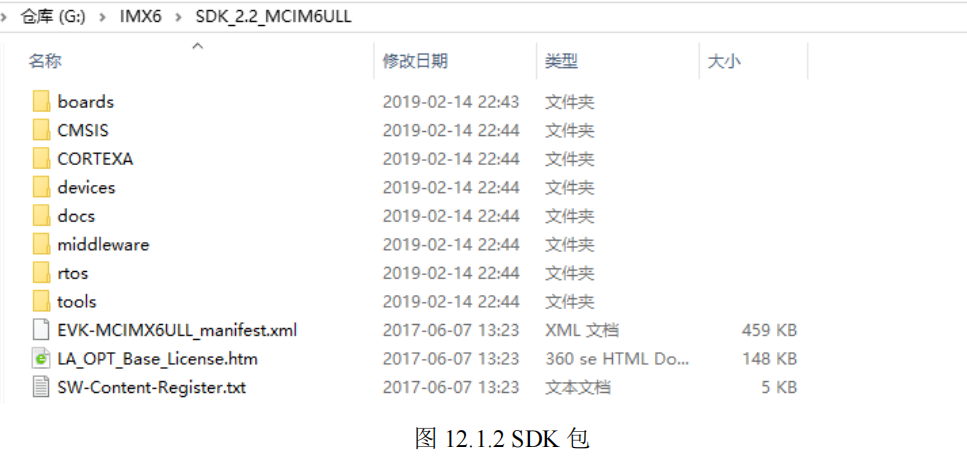 仓库 (G:) > IMX6 > SDK_2.2_MCIM6ULL
名称 修改日期 类型 大小
boards 2019-02-14 22:43 文件夹
CMSIS 2019-02-14 22:44 文件夹
CORTEXA 2019-02-14 22:44 文件夹
devices 2019-02-14 22:44 文件夹
docs 2019-02-14 22:44 文件夹
middleware 2019-02-14 22:44 文件夹
rtos 2019-02-14 22:44 文件夹
tools 2019-02-14 22:44 文件夹
EVK-MCIMX6ULL_manifest.xml 2017-06-07 13:23 XML 文档 459 KB
LA_OPT_Base_License.htm 2017-06-07 13:23 360 se HTML Do... 148 KB
SW-Content-Register.txt 2017-06-07 13:23 文本文档 5 KB
图 12.1.2 SDK 包